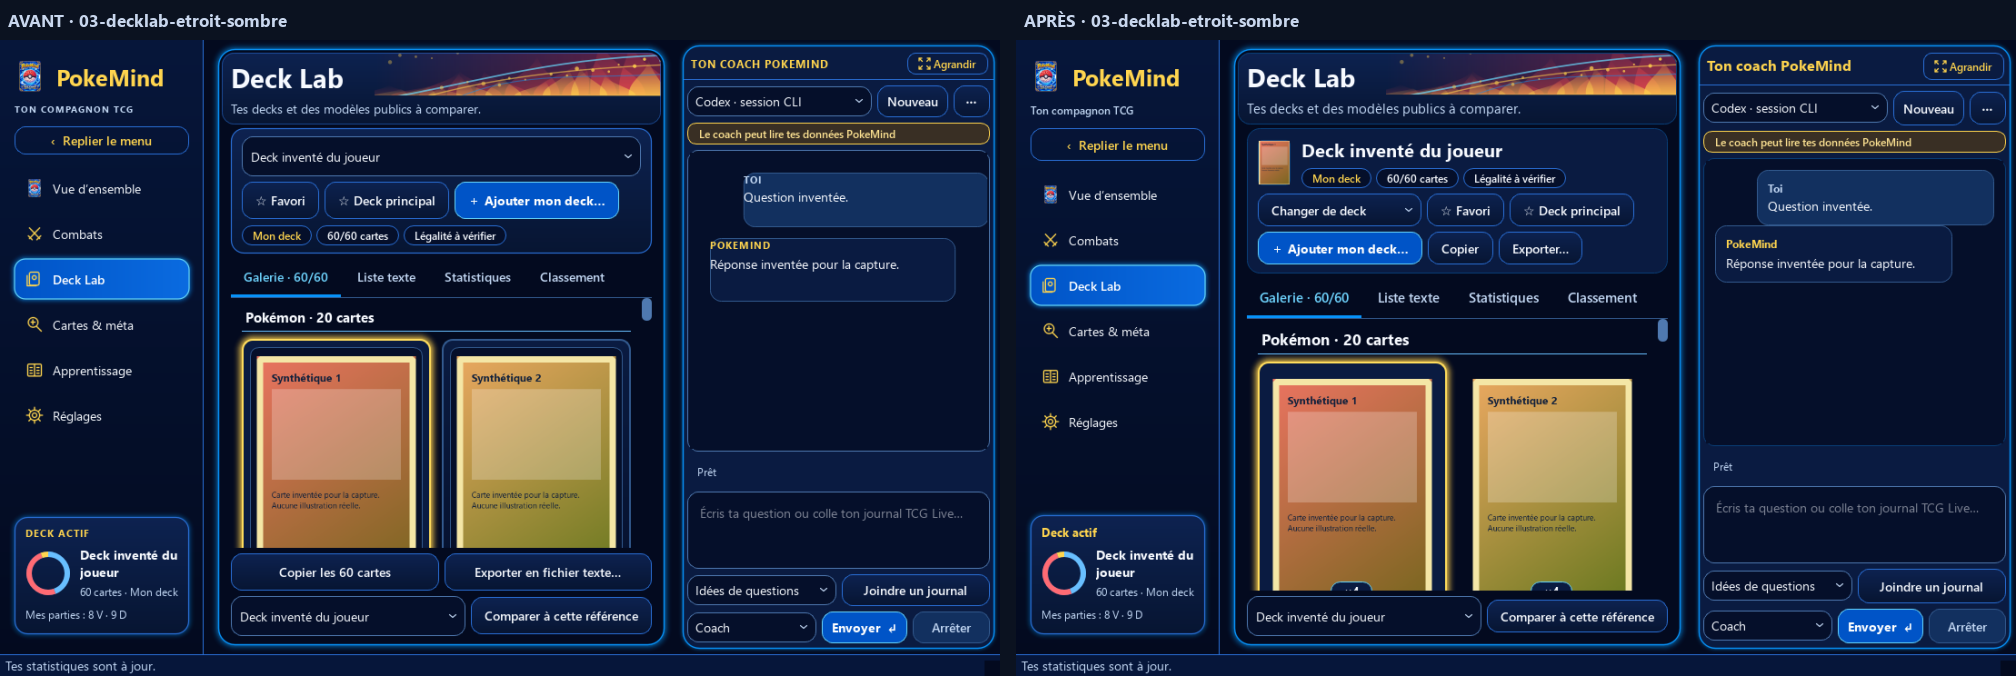 AVANT · 03-decklab-etroit-sombre
PokeMind
TON COMPAGNON TCG
‹ Replier le menu
Vue d'ensemble
Combats
Deck Lab
Cartes & méta
Apprentissage
Réglages
DECK ACTIF
Deck inventé du
joueur
60 cartes · Mon deck
Mes parties : 8 V · 9 D
Deck Lab
Tes decks et des modèles publics à comparer.
Deck inventé du joueur
☆ Favori
☆ Deck principal
+ Ajouter mon deck...
Mon deck
60/60 cartes
Légalité à vérifier
Galerie · 60/60
Liste texte
Statistiques
Classement
Pokémon · 20 cartes
Synthétique 1
Carte inventée pour la capture.
Aucune illustration réelle.
Synthétique 2
Carte inventée pour la capture.
Aucune illustration réelle.
Copier les 60 cartes
Exporter en fichier texte...
Deck inventé du joueur
Comparer à cette référence
TON COACH POKEMIND
Agrandir
Codex · session CLI
Nouveau
...
Le coach peut lire tes données PokeMind
TOI
Question inventée.
POKEMIND
Réponse inventée pour la capture.
Prêt
Écris ta question ou colle ton journal TCG Live...
Idées de questions
Joindre un journal
Coach
Envoyer ↲
Arrêter
Tes statistiques sont à jour.
APRÈS · 03-decklab-etroit-sombre
PokeMind
Ton compagnon TCG
‹ Replier le menu
Vue d'ensemble
Combats
Deck Lab
Cartes & méta
Apprentissage
Réglages
Deck actif
Deck inventé du
joueur
60 cartes · Mon deck
Mes parties : 8 V · 9 D
Deck Lab
Tes decks et des modèles publics à comparer.
Deck inventé du joueur
Mon deck
60/60 cartes
Légalité à vérifier
Changer de deck
☆ Favori
☆ Deck principal
+ Ajouter mon deck...
Copier
Exporter...
Galerie · 60/60
Liste texte
Statistiques
Classement
Pokémon · 20 cartes
Synthétique 1
Carte inventée pour la capture.
Aucune illustration réelle.
Synthétique 2
Carte inventée pour la capture.
Aucune illustration réelle.
Deck inventé du joueur
Comparer à cette référence
Ton coach PokeMind
Agrandir
Codex · session CLI
Nouveau
...
Le coach peut lire tes données PokeMind
Toi
Question inventée.
PokeMind
Réponse inventée pour la capture.
Prêt
Écris ta question ou colle ton journal TCG Live...
Idées de questions
Joindre un journal
Coach
Envoyer ↲
Arrêter
Tes statistiques sont à jour.